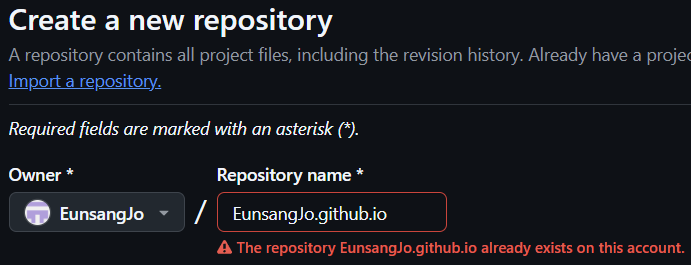 Create a new repository
A repository contains all project files, including the revision history. Already have a projec
Import a repository.
Required fields are marked with an asterisk (*).
Owner *
Repository name *
EunsangJo
/
EunsangJo.github.io
The repository EunsangJo.github.io already exists on this account.